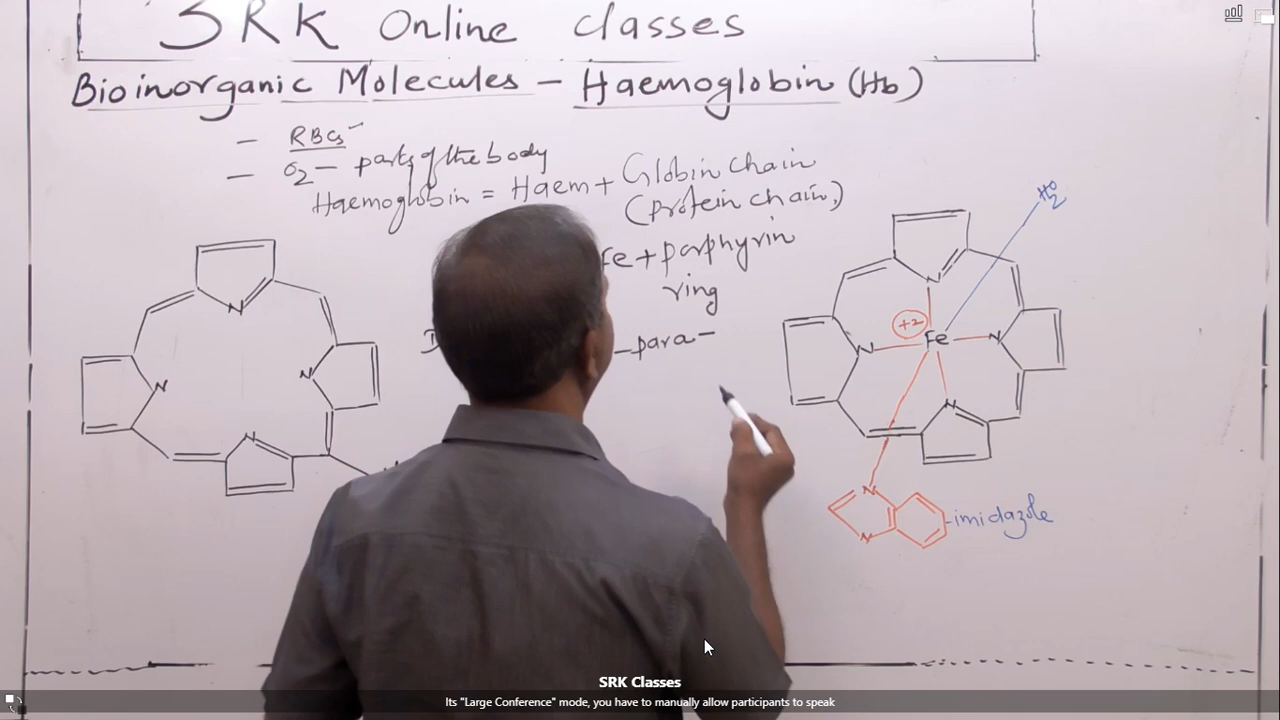 SRK Online classes
Bioinorganic Molecules - Haemoglobin (Hb)
- RBCs -
- O2 - parts of the body
Haemoglobin = Haem + Globin chain
(protein chain)
Fe + porphyrin
ring
- para -
N
N
N
N
H2O
N
+2
N
Fe
N
N
N
N
- imidazole
SRK Classes
Its "Large Conference" mode, you have to manually allow participants to speak